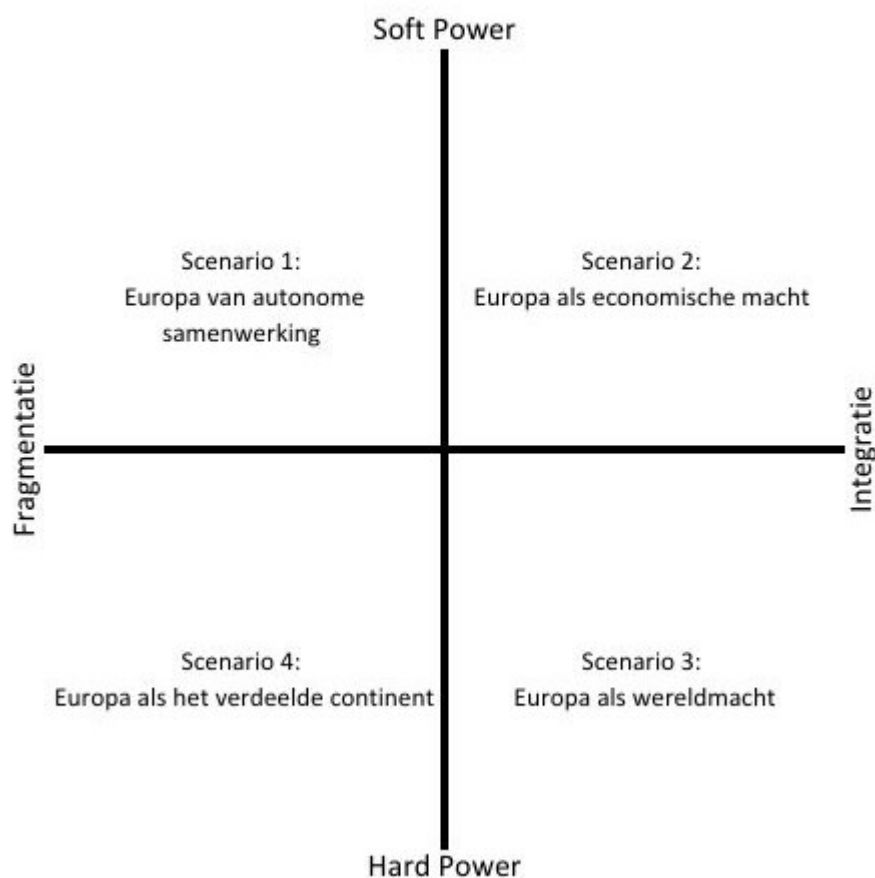 Soft Power
Scenario 1:
Europa van autonome
samenwerking
Scenario 2:
Europa als economische macht
Fragmentatie
Integratie
Scenario 4:
Europa als het verdeelde continent
Scenario 3:
Europa als wereldmacht
Hard Power